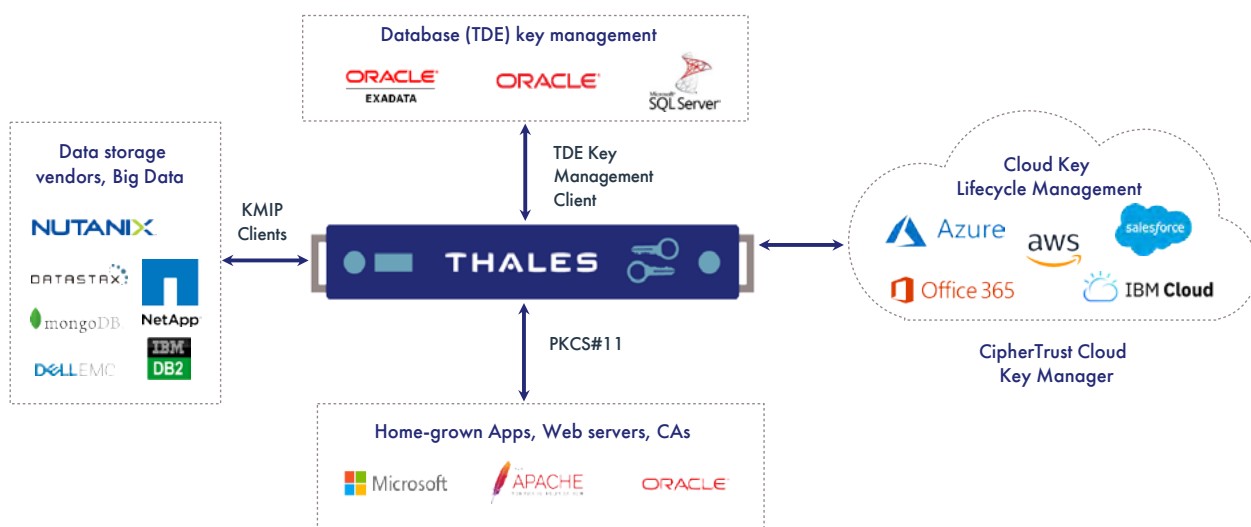 Database (TDE) key management
ORACLE
EXADATA
ORACLE
Microsoft
SQL Server
Data storage
vendors, Big Data
NUTANIX
DATASTAX
mongoDB
NetApp
DELLEMC
IBM
DB2
KMIP
Clients
TDE Key
Management
Client
THALES
PKCS#11
Cloud Key
Lifecycle Management
Azure
aws
salesforce
Office 365
IBM Cloud
CipherTrust Cloud
Key Manager
Home-grown Apps, Web servers, CAs
Microsoft
APACHE
ORACLE